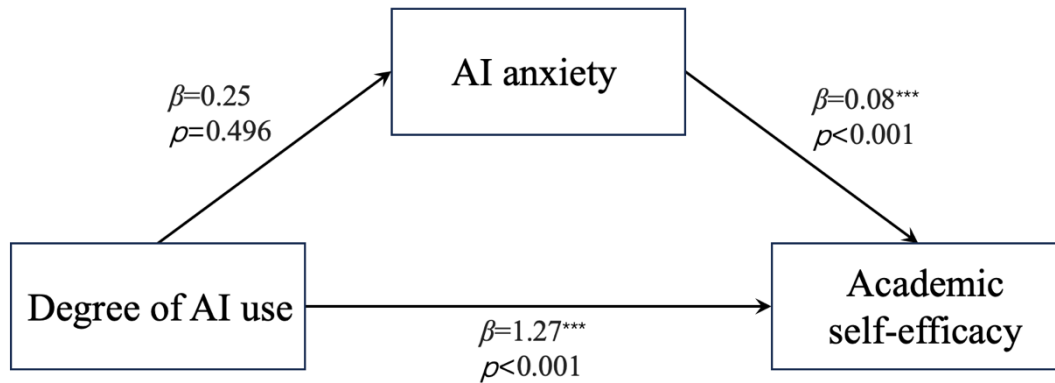 AI anxiety
β=0.25
p=0.496
β=0.08***
p<0.001
Degree of AI use
β=1.27***
p<0.001
Academic
self-efficacy